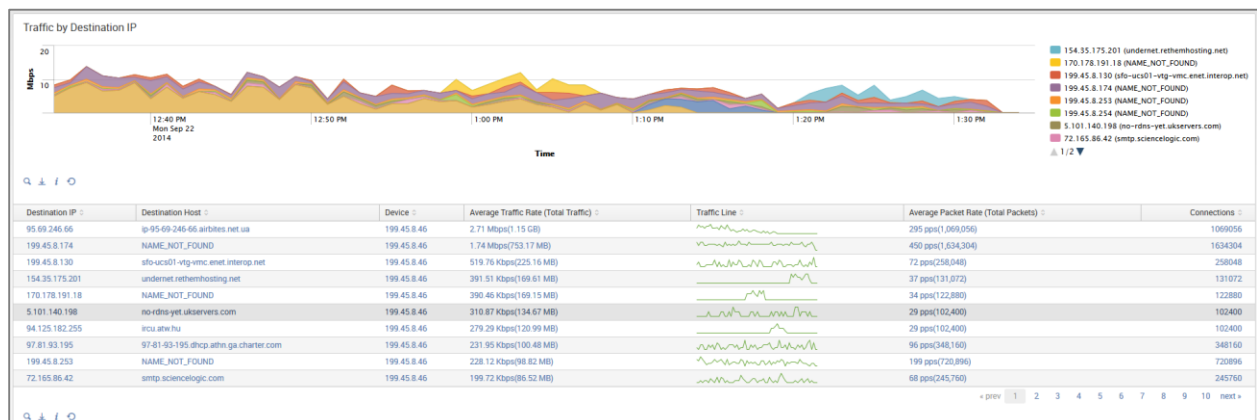 Traffic by Destination IP
20
10
Mbps
12:40 PM
Mon Sep 22
2014
12:50 PM
1:00 PM
1:10 PM
1:20 PM
1:30 PM
Time
154.35.175.201 (undernet.rethemhosting.net)
170.178.191.18 (NAME_NOT_FOUND)
199.45.8.130 (sfo-ucs01-vtg-vmc.enet.interop.net)
199.45.8.174 (NAME_NOT_FOUND)
199.45.8.253 (NAME_NOT_FOUND)
199.45.8.254 (NAME_NOT_FOUND)
5.101.140.198 (no-rdns-yet.ukservers.com)
72.165.86.42 (smtp.sciencelogic.com)
1/2
Destination IP Destination Host Device Average Traffic Rate (Total Traffic) Traffic Line Average Packet Rate (Total Packets) Connections
95.69.246.66 ip-95-69-246-66.airbites.net.ua 199.45.8.46 2.71 Mbps(1.15 GB) 295 pps(1,069,056) 1069056
199.45.8.174 NAME_NOT_FOUND 199.45.8.46 1.74 Mbps(753.17 MB) 450 pps(1,634,304) 1634304
199.45.8.130 sfo-ucs01-vtg-vmc.enet.interop.net 199.45.8.46 519.76 Kbps(225.16 MB) 72 pps(258,048) 258048
154.35.175.201 undernet.rethemhosting.net 199.45.8.46 391.51 Kbps(169.61 MB) 37 pps(131,072) 131072
170.178.191.18 NAME_NOT_FOUND 199.45.8.46 390.46 Kbps(169.15 MB) 34 pps(122,880) 122880
5.101.140.198 no-rdns-yet.ukservers.com 199.45.8.46 310.87 Kbps(134.67 MB) 29 pps(102,400) 102400
94.125.182.255 ircu.atw.hu 199.45.8.46 279.29 Kbps(120.99 MB) 29 pps(102,400) 102400
97.81.93.195 97-81-93-195.dhcp.athn.ga.charter.com 199.45.8.46 231.95 Kbps(100.48 MB) 96 pps(348,160) 348160
199.45.8.253 NAME_NOT_FOUND 199.45.8.46 228.12 Kbps(98.82 MB) 199 pps(720,896) 720896
72.165.86.42 smtp.sciencelogic.com 199.45.8.46 199.72 Kbps(86.52 MB) 68 pps(245,760) 245760
« prev 1 2 3 4 5 6 7 8 9 10 next »